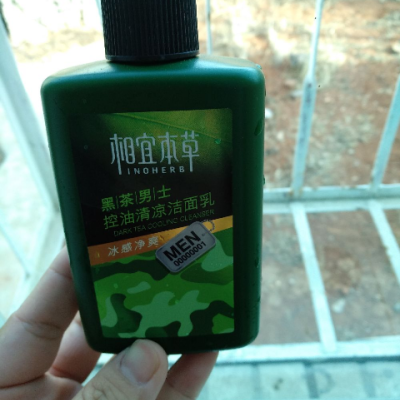 相宜本草
INOHERB
黑茶男士
控油清凉洁面乳
DARK TEA COOLING CLEANSER
冰感净爽
MEN
00000001